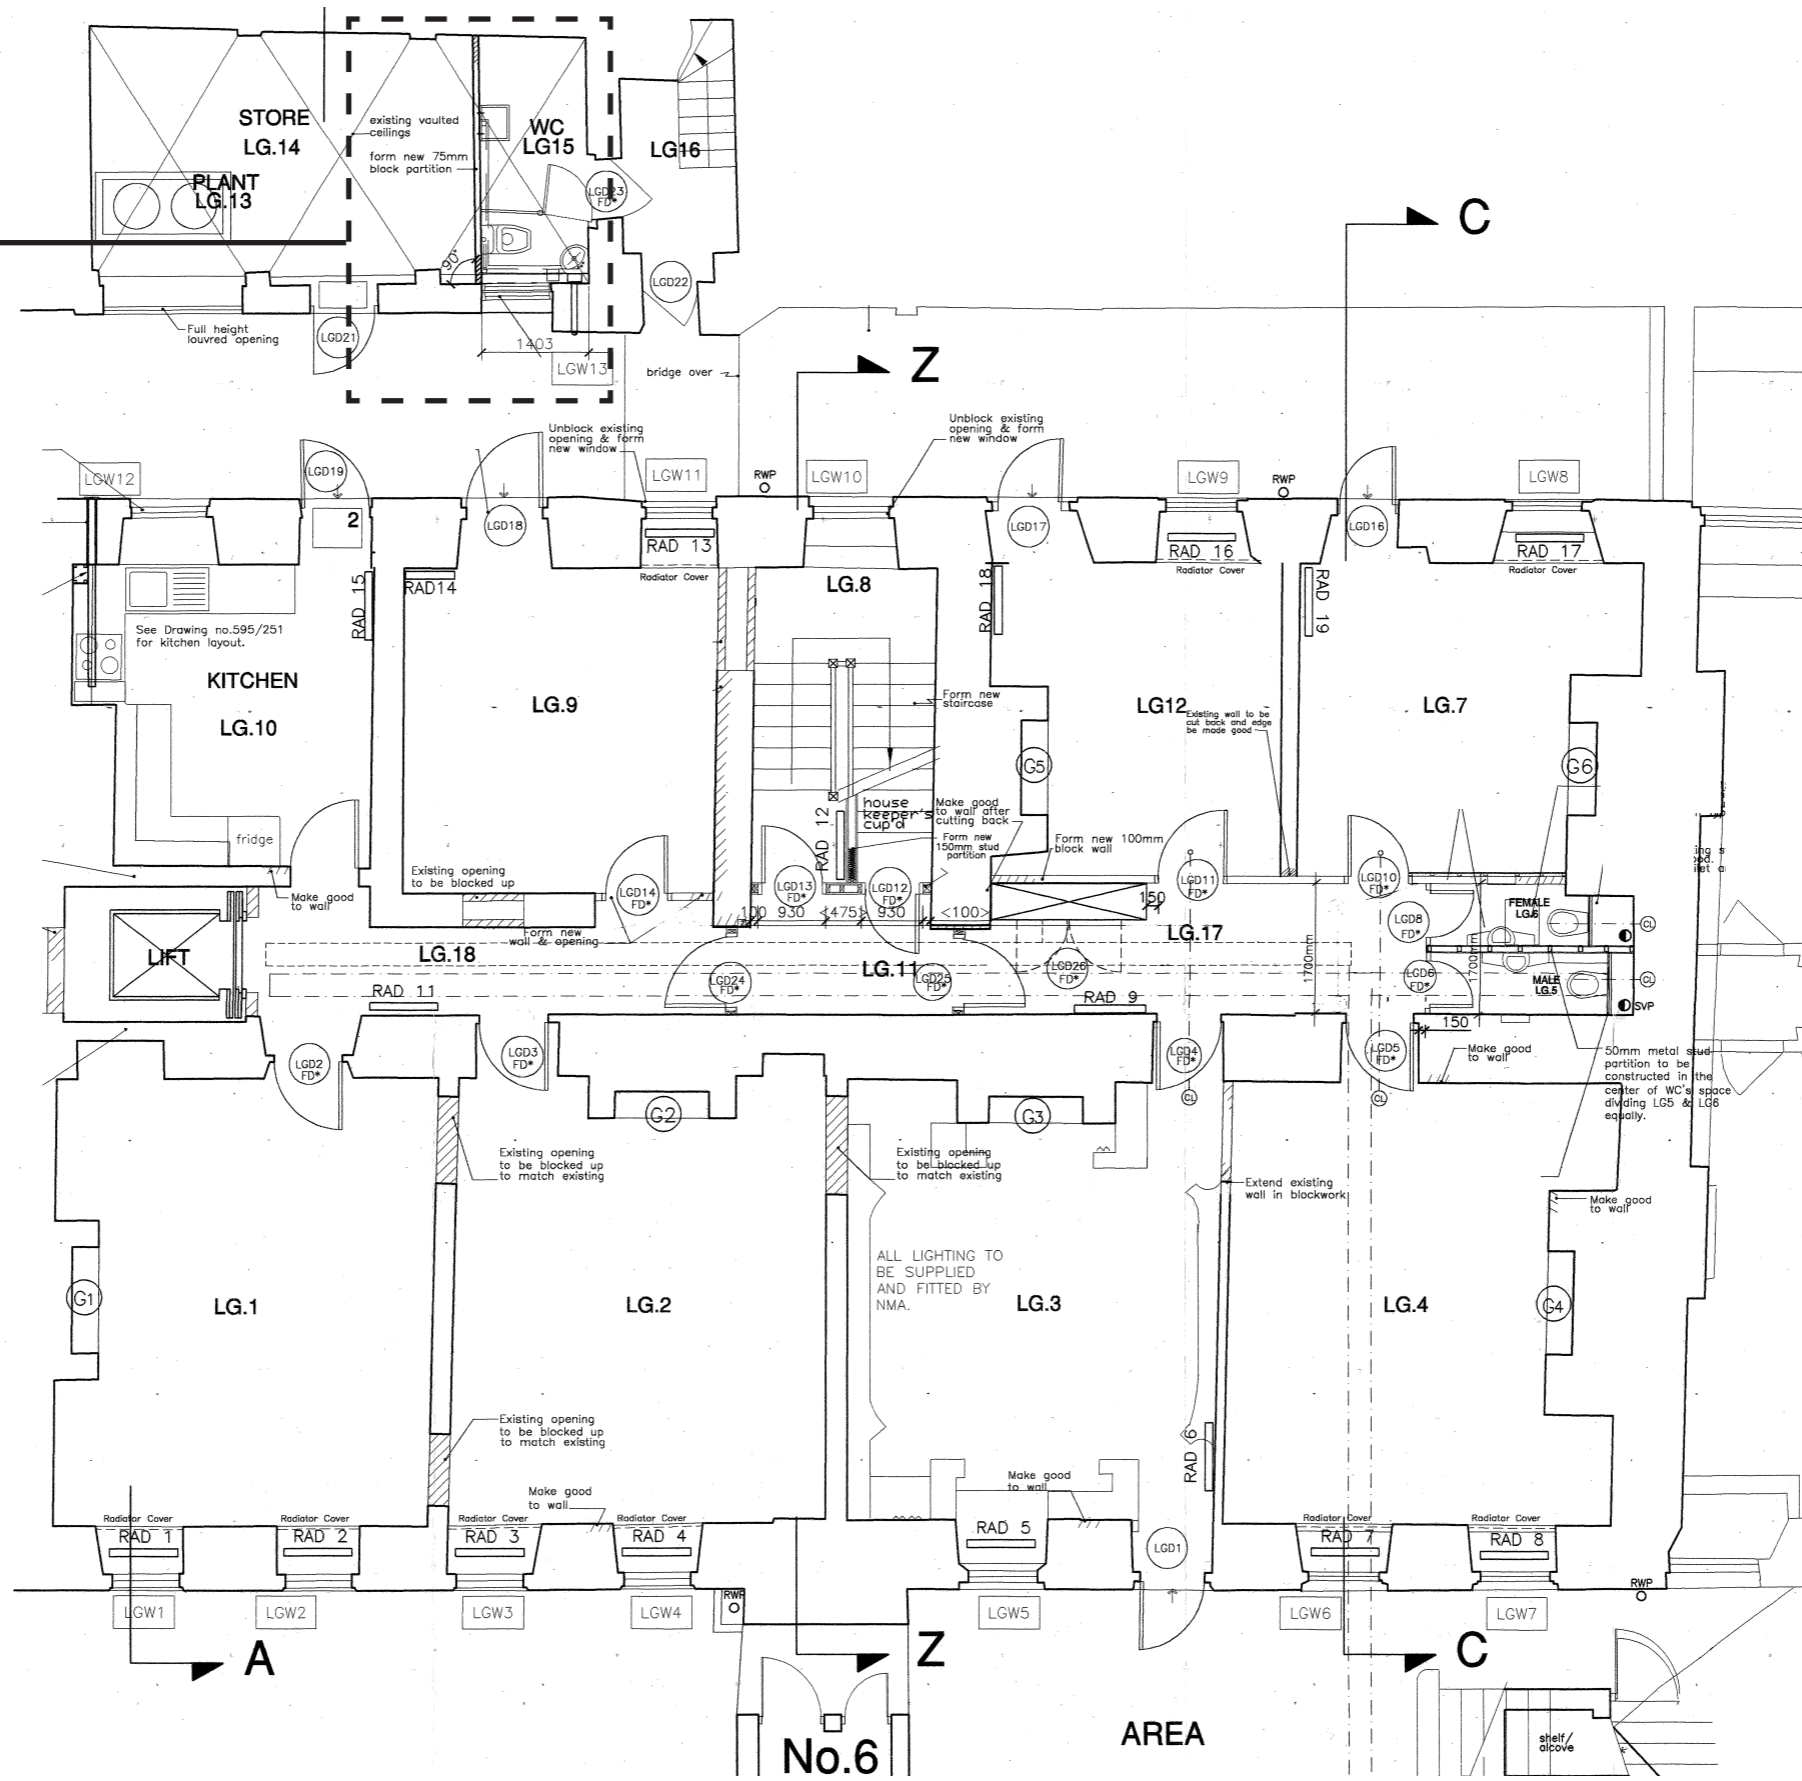 STORE
LG.14
PLANT
LG.13
existing vaulted
ceilings
form new 75mm
block partition
WC
LG15
LG16
LGD23
FD*
90°
LGD22
LGD21
Full height
louvred opening
1403
LGW13
bridge over
C
Z
Unblock existing
opening & form
new window
Unblock existing
opening & form
new window
LGW12
LGD19
LGD18
LGW11
RWP
LGW10
LGD17
LGW9
RWP
LGD16
LGW8
2
RAD 13
RAD 16
RAD 17
Radiator Cover
Radiator Cover
Radiator Cover
RAD 15
RAD14
LG.8
RAD 18
RAD 19
See Drawing no.595/251
for kitchen layout.
KITCHEN
LG.10
LG.9
Form new
staircase
LG12
Existing wall to be
cut back and edge
be made good
LG.7
G5
G6
fridge
RAD 12
house
keeper's
cup'd
Make good
to wall after
cutting back
Form new
150mm stud
partition
Form new 100mm
block wall
Existing opening
to be blocked up
Make good
to wall
LGD14
FD*
LGD13
FD*
LGD12
FD*
LGD11
FD*
LGD10
FD*
930
<475>
930
<100>
150
LGD8
FD*
FEMALE
LG.6
CL
Form new
wall & opening
LIFT
LG.18
LG.11
LG.17
1700mm
1700mm
LGD24
FD*
LGD25
FD*
LGD26
FD*
LGD6
FD*
MALE
LG.5
CL
SVP
RAD 11
RAD 9
150
LGD2
FD*
LGD3
FD*
LGD4
FD*
LGD5
FD*
Make good
to wall
50mm metal stud
partition to be
constructed in the
center of WC's space
dividing LG5 & LG6
equally.
CL
CL
G2
G3
Existing opening
to be blocked up
to match existing
Existing opening
to be blocked up
to match existing
Extend existing
wall in blockwork
Make good
to wall
ALL LIGHTING TO
BE SUPPLIED
AND FITTED BY
NMA.
G1
LG.1
LG.2
LG.3
LG.4
G4
Existing opening
to be blocked up
to match existing
RAD 6
Make good
to wall
Make good
to wall
Radiator Cover
Radiator Cover
Radiator Cover
Radiator Cover
Radiator Cover
Radiator Cover
RAD 1
RAD 2
RAD 3
RAD 4
RAD 5
LGD1
RAD 7
RAD 8
RWP
RWP
LGW1
LGW2
LGW3
LGW4
LGW5
LGW6
LGW7
A
Z
C
AREA
No.6
shelf/
alcove